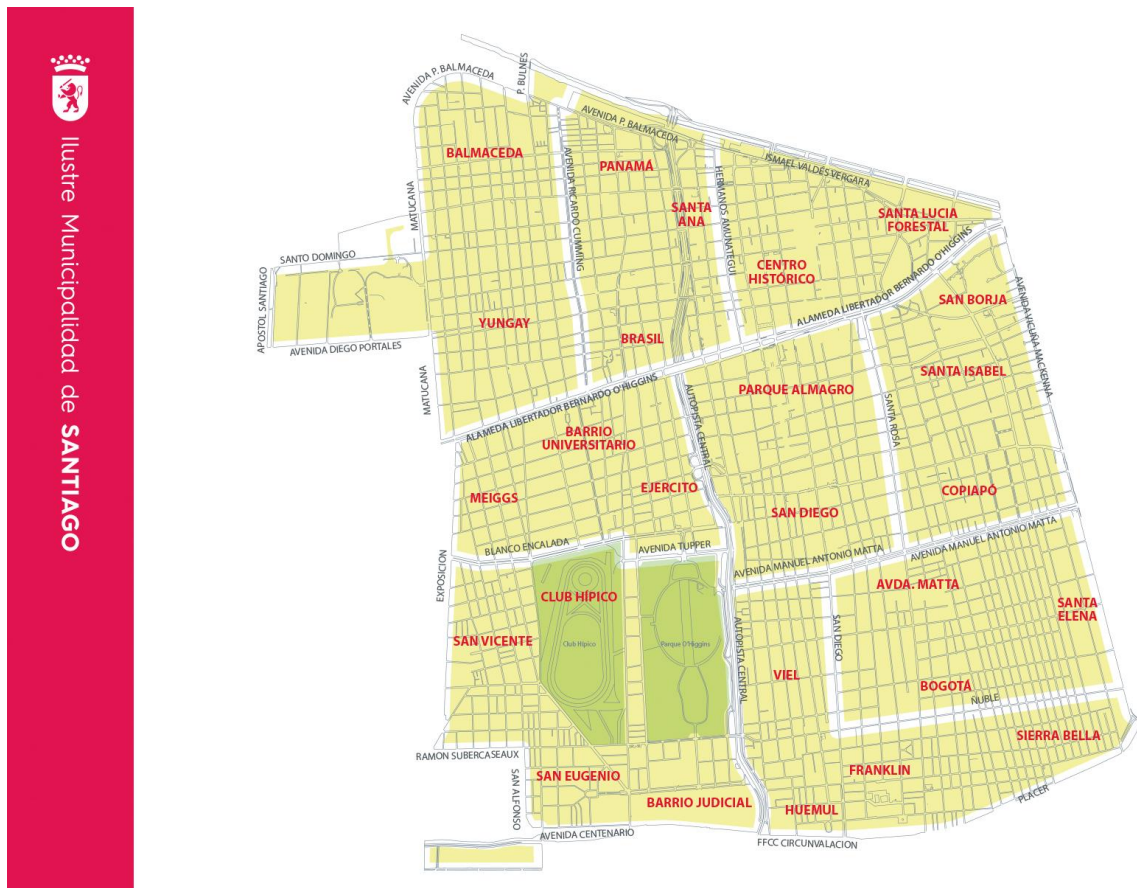 Ilustre Municipalidad de SANTIAGO
AVENIDA P. BALMACEDA
P. BULNES
AVENIDA P. BALMACEDA
ISMAEL VALDÉS VERGARA
BALMACEDA
PANAMÁ
AVENIDA RICARDO CUMMING
HERMANOS AMUNATEGUI
MATUCANA
SANTA
ANA
SANTA LUCIA
FORESTAL
SANTO DOMINGO
CENTRO
HISTÓRICO
ALAMEDA LIBERTADOR BERNARDO O'HIGGINS
SAN BORJA
AVENIDA VICUÑA MACKENNA
APOSTOL SANTIAGO
YUNGAY
BRASIL
AVENIDA DIEGO PORTALES
MATUCANA
ALAMEDA LIBERTADOR BERNARDO O'HIGGINS
AUTOPISTA CENTRAL
PARQUE ALMAGRO
SANTA ROSA
SANTA ISABEL
BARRIO
UNIVERSITARIO
MEIGGS
EJERCITO
SAN DIEGO
COPIAPÓ
BLANCO ENCALADA
AVENIDA TUPPER
AVENIDA MANUEL ANTONIO MATTA
AVENIDA MANUEL ANTONIO MATTA
EXPOSICION
CLUB HÍPICO
AVDA. MATTA
SANTA
ELENA
SAN VICENTE
Club Hípico
Parque O'Higgins
AUTOPISTA CENTRAL
VIEL
SAN DIEGO
BOGOTÁ
ÑUBLE
SIERRA BELLA
RAMON SUBERCASEAUX
SAN EUGENIO
FRANKLIN
SAN ALFONSO
BARRIO JUDICIAL
HUEMUL
PLACER
AVENIDA CENTENARIO
FFCC CIRCUNVALACION